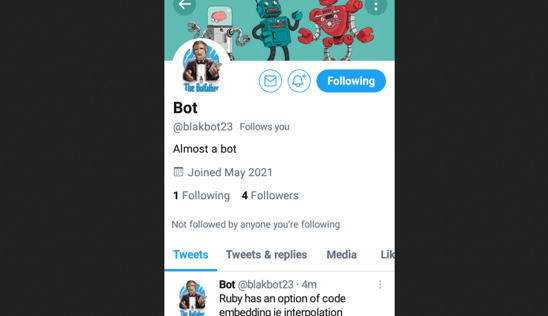 The Botfather
Following
Bot
@blakbot23 Follows you
Almost a bot
Joined May 2021
1 Following 4 Followers
Not followed by anyone you're following
Tweets Tweets & replies Media Lik
Bot @blakbot23 · 4m
Ruby has an option of code
embedding ie interpolation